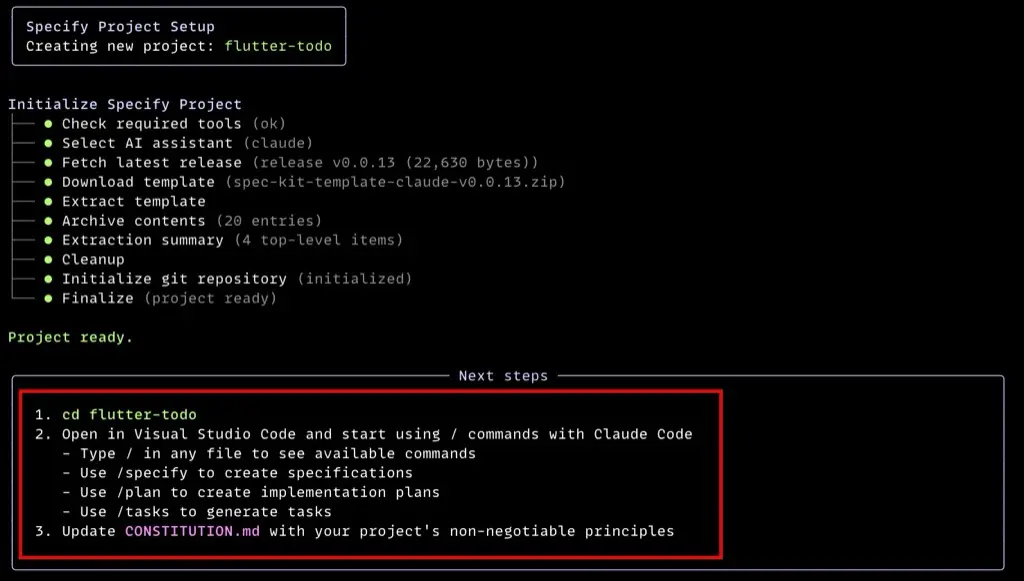 Specify Project Setup
Creating new project: flutter-todo
Initialize Specify Project
● Check required tools (ok)
● Select AI assistant (claude)
● Fetch latest release (release v0.0.13 (22,630 bytes))
● Download template (spec-kit-template-claude-v0.0.13.zip)
● Extract template
● Archive contents (20 entries)
● Extraction summary (4 top-level items)
● Cleanup
● Initialize git repository (initialized)
● Finalize (project ready)
Project ready.
Next steps
1. cd flutter-todo
2. Open in Visual Studio Code and start using / commands with Claude Code
- Type / in any file to see available commands
- Use /specify to create specifications
- Use /plan to create implementation plans
- Use /tasks to generate tasks
3. Update CONSTITUTION.md with your project's non-negotiable principles